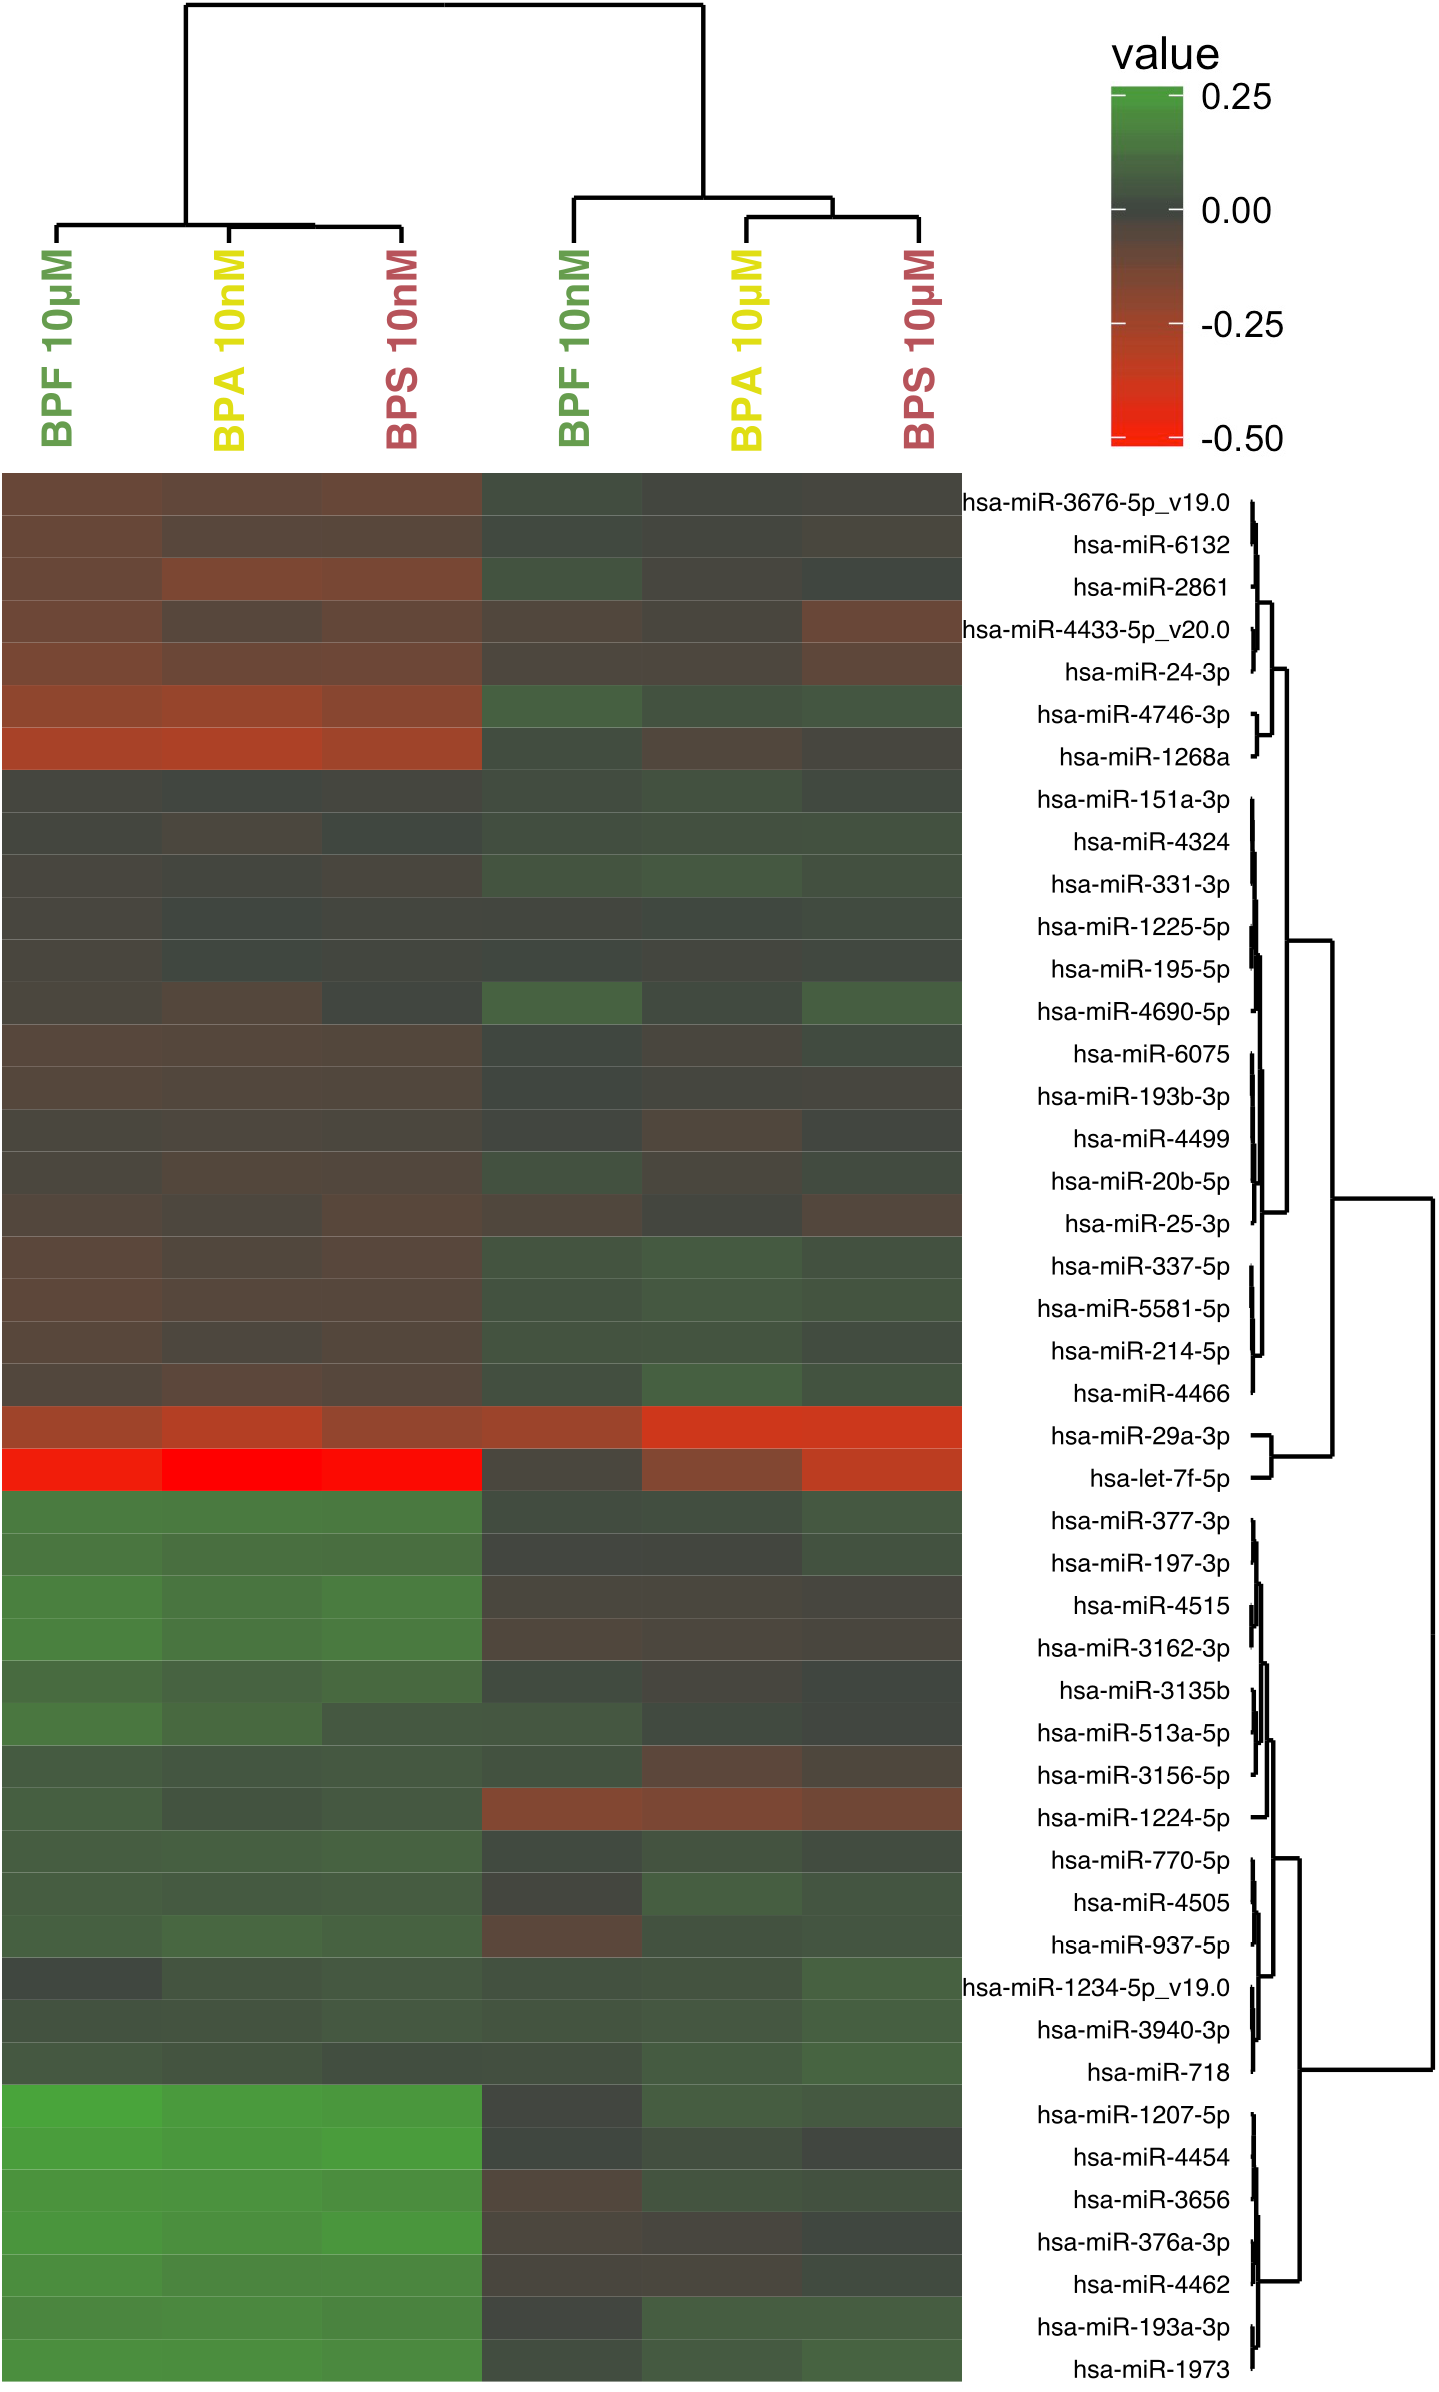 value
0.25
0.00
-0.25
-0.50
BPF 10µM
BPA 10nM
BPS 10nM
BPF 10nM
BPA 10µM
BPS 10µM
hsa-miR-3676-5p_v19.0
hsa-miR-6132
hsa-miR-2861
hsa-miR-4433-5p_v20.0
hsa-miR-24-3p
hsa-miR-4746-3p
hsa-miR-1268a
hsa-miR-151a-3p
hsa-miR-4324
hsa-miR-331-3p
hsa-miR-1225-5p
hsa-miR-195-5p
hsa-miR-4690-5p
hsa-miR-6075
hsa-miR-193b-3p
hsa-miR-4499
hsa-miR-20b-5p
hsa-miR-25-3p
hsa-miR-337-5p
hsa-miR-5581-5p
hsa-miR-214-5p
hsa-miR-4466
hsa-miR-29a-3p
hsa-let-7f-5p
hsa-miR-377-3p
hsa-miR-197-3p
hsa-miR-4515
hsa-miR-3162-3p
hsa-miR-3135b
hsa-miR-513a-5p
hsa-miR-3156-5p
hsa-miR-1224-5p
hsa-miR-770-5p
hsa-miR-4505
hsa-miR-937-5p
hsa-miR-1234-5p_v19.0
hsa-miR-3940-3p
hsa-miR-718
hsa-miR-1207-5p
hsa-miR-4454
hsa-miR-3656
hsa-miR-376a-3p
hsa-miR-4462
hsa-miR-193a-3p
hsa-miR-1973